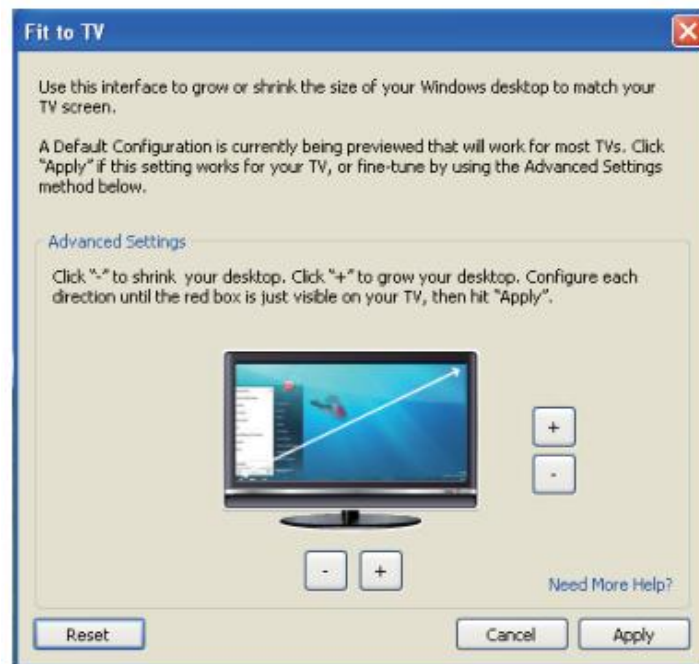 Fit to TV
Use this interface to grow or shrink the size of your Windows desktop to match your
TV screen.
A Default Configuration is currently being previewed that will work for most TVs. Click
"Apply" if this setting works for your TV, or fine-tune by using the Advanced Settings
method below.
Advanced Settings
Click "-" to shrink your desktop. Click "+" to grow your desktop. Configure each
direction until the red box is just visible on your TV, then hit "Apply".
+
-
- +
Need More Help?
Reset Cancel Apply